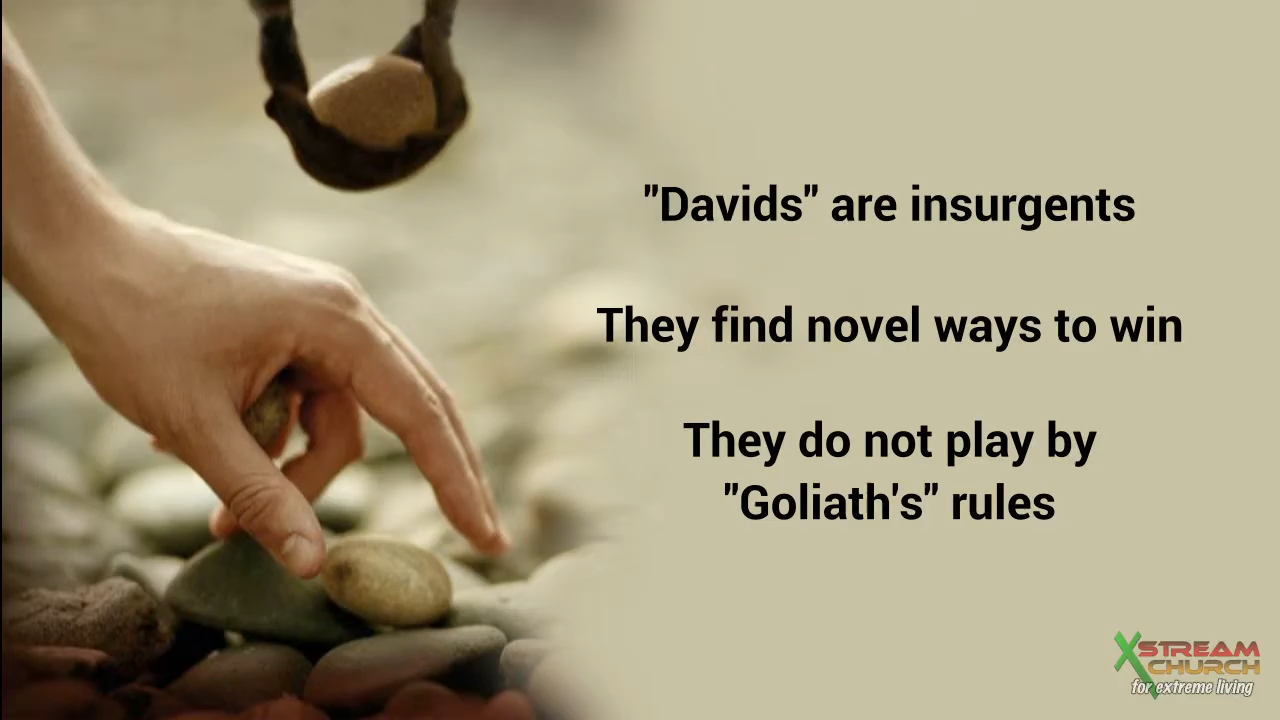 "Davids" are insurgents
They find novel ways to win
They do not play by
"Goliath's" rules
XSTREAM
CHURCH
for extreme living